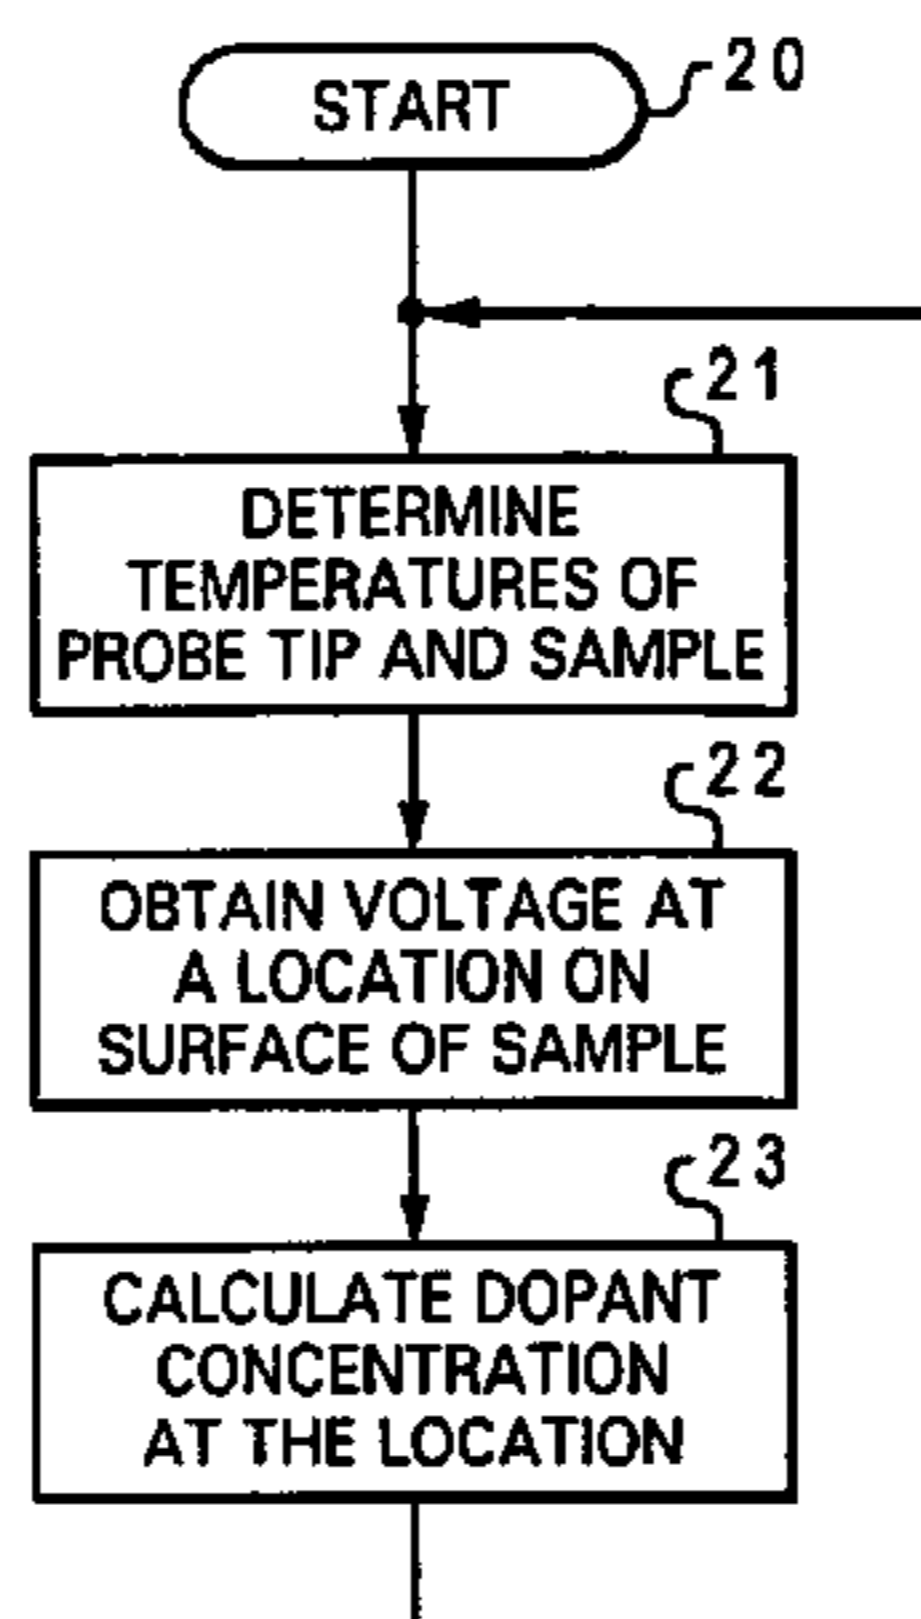 START
20
21
DETERMINE
TEMPERATURES OF
PROBE TIP AND SAMPLE
22
OBTAIN VOLTAGE AT
A LOCATION ON
SURFACE OF SAMPLE
23
CALCULATE DOPANT
CONCENTRATION
AT THE LOCATION